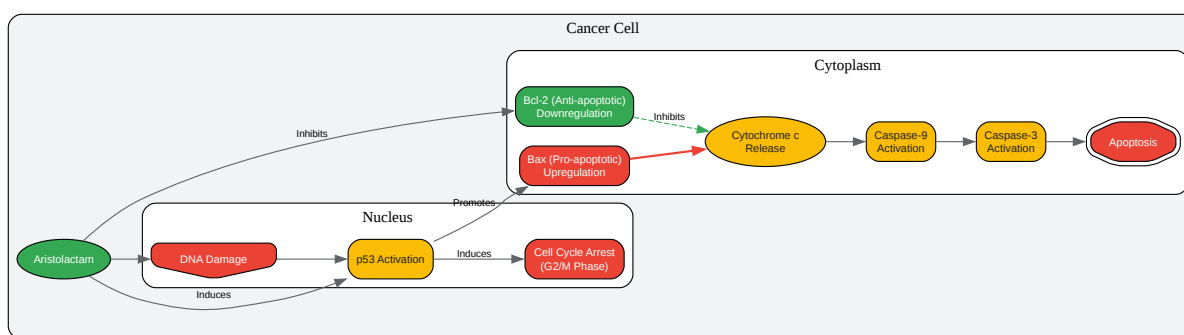 Cancer Cell
Cytoplasm
Bcl-2 (Anti-apoptotic)
Downregulation
Inhibits
Inhibits
Cytochrome c
Release
Caspase-9
Activation
Caspase-3
Activation
Apoptosis
Bax (Pro-apoptotic)
Upregulation
Promotes
Nucleus
Aristolactam
DNA Damage
p53 Activation
Induces
Cell Cycle Arrest
(G2/M Phase)
Induces